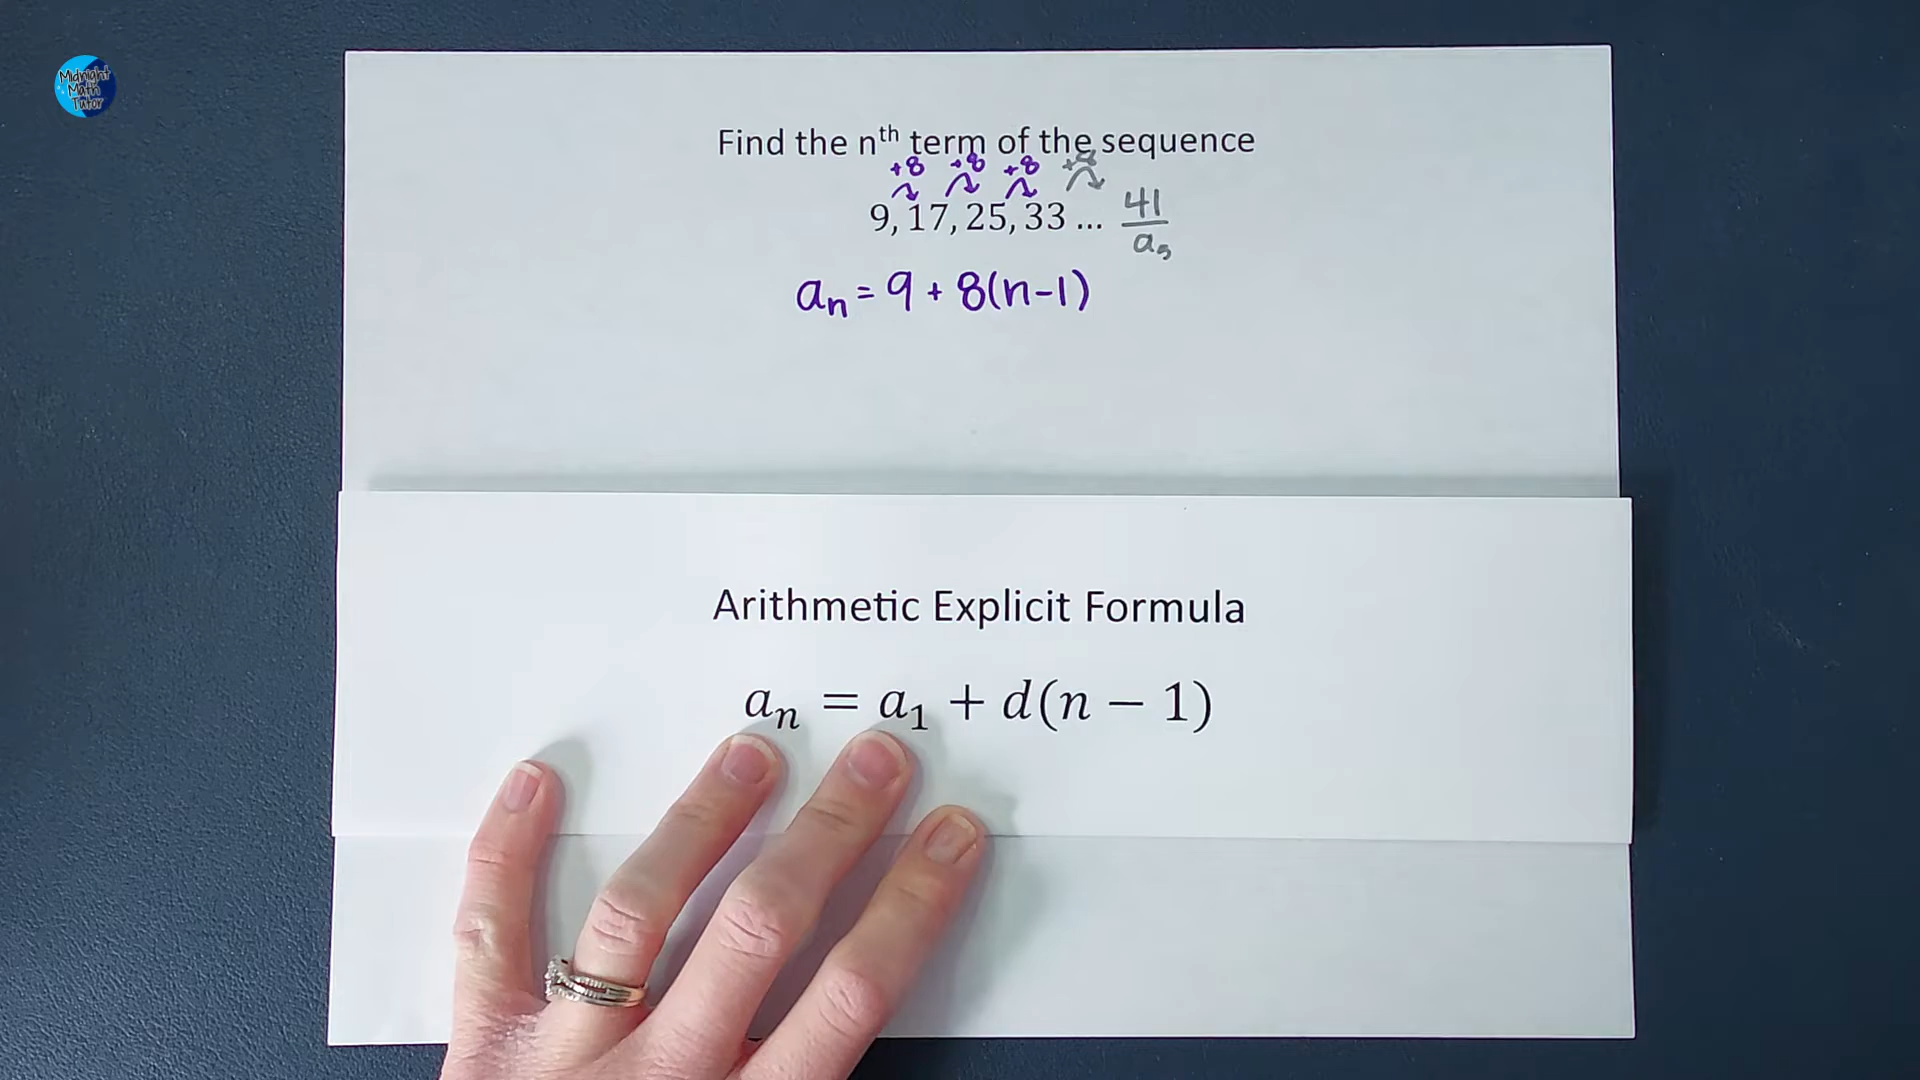 Midnight
Math
Tutor
Find the nᵗʰ term of the sequence
+8 +8 +8 +8
9, 17, 25, 33 ... 41
a₅
aₙ = 9 + 8(n-1)
Arithmetic Explicit Formula
aₙ = a₁ + d(n − 1)